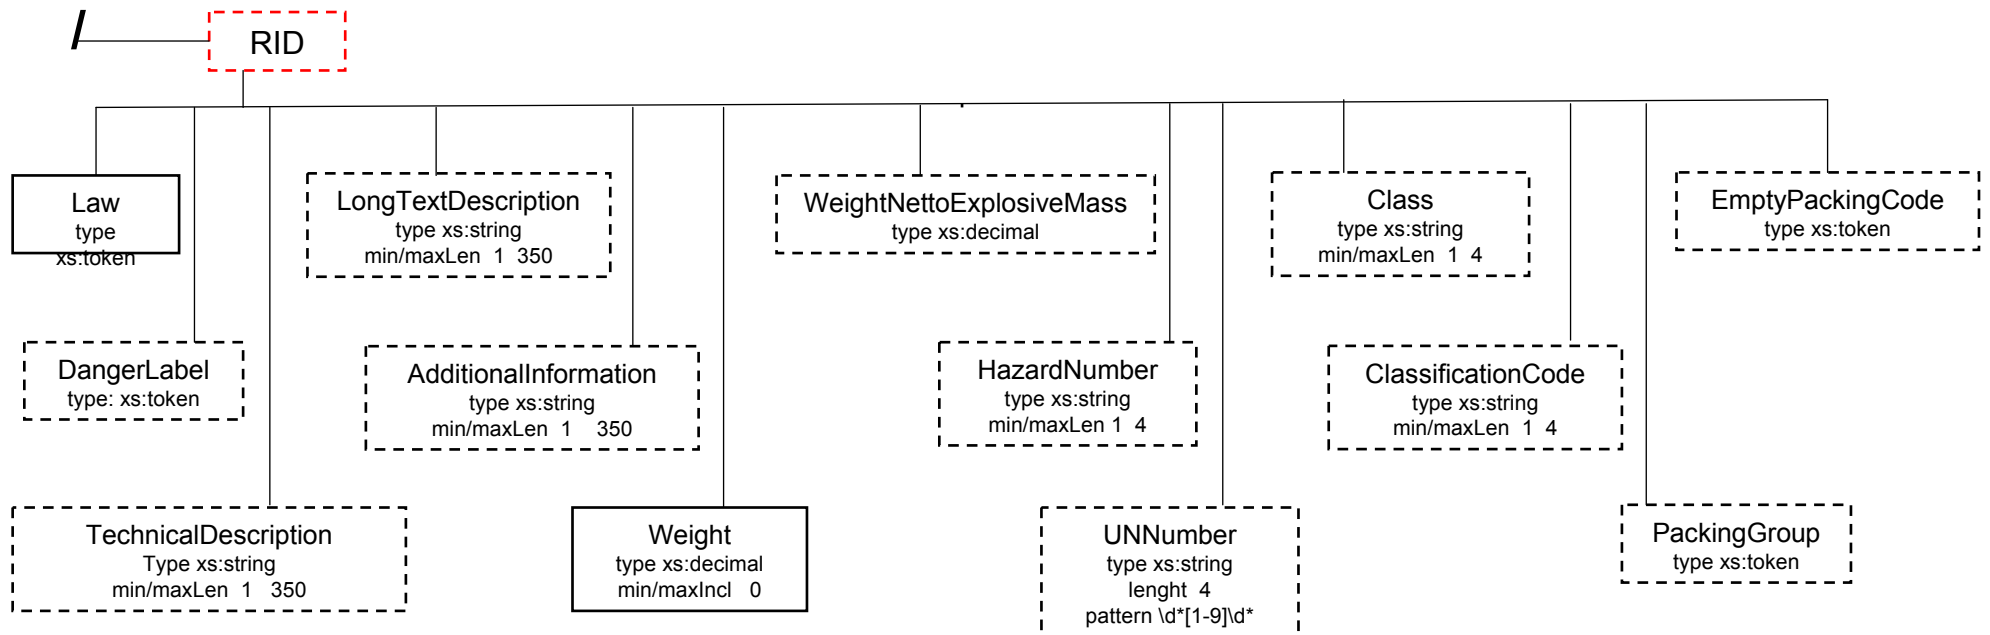 /
RID
Law
type
xs:token
LongTextDescription
type xs:string
min/maxLen 1 350
WeightNettoExplosiveMass
type xs:decimal
Class
type xs:string
min/maxLen 1 4
EmptyPackingCode
type xs:token
DangerLabel
type: xs:token
AdditionalInformation
type xs:string
min/maxLen 1 350
HazardNumber
type xs:string
min/maxLen 1 4
ClassificationCode
type xs:string
min/maxLen 1 4
TechnicalDescription
Type xs:string
min/maxLen 1 350
Weight
type xs:decimal
min/maxIncl 0
UNNumber
type xs:string
lenght 4
pattern \d*[1-9]\d*
PackingGroup
type xs:token